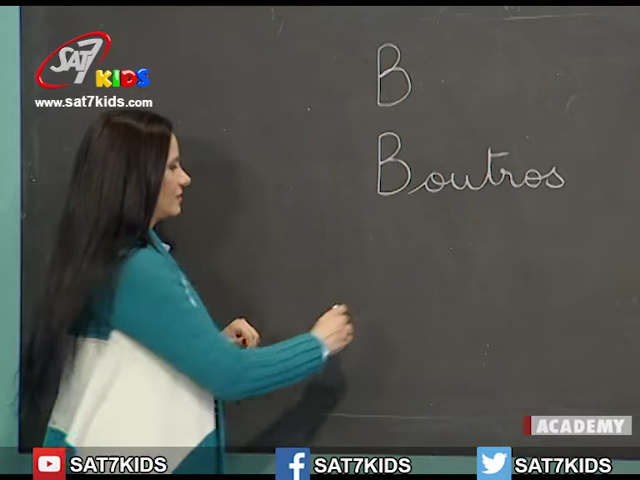 SAT7
KIDS
www.sat7kids.com
B
Boutros
ACADEMY
SAT7KIDS SAT7KIDS SAT7KIDS